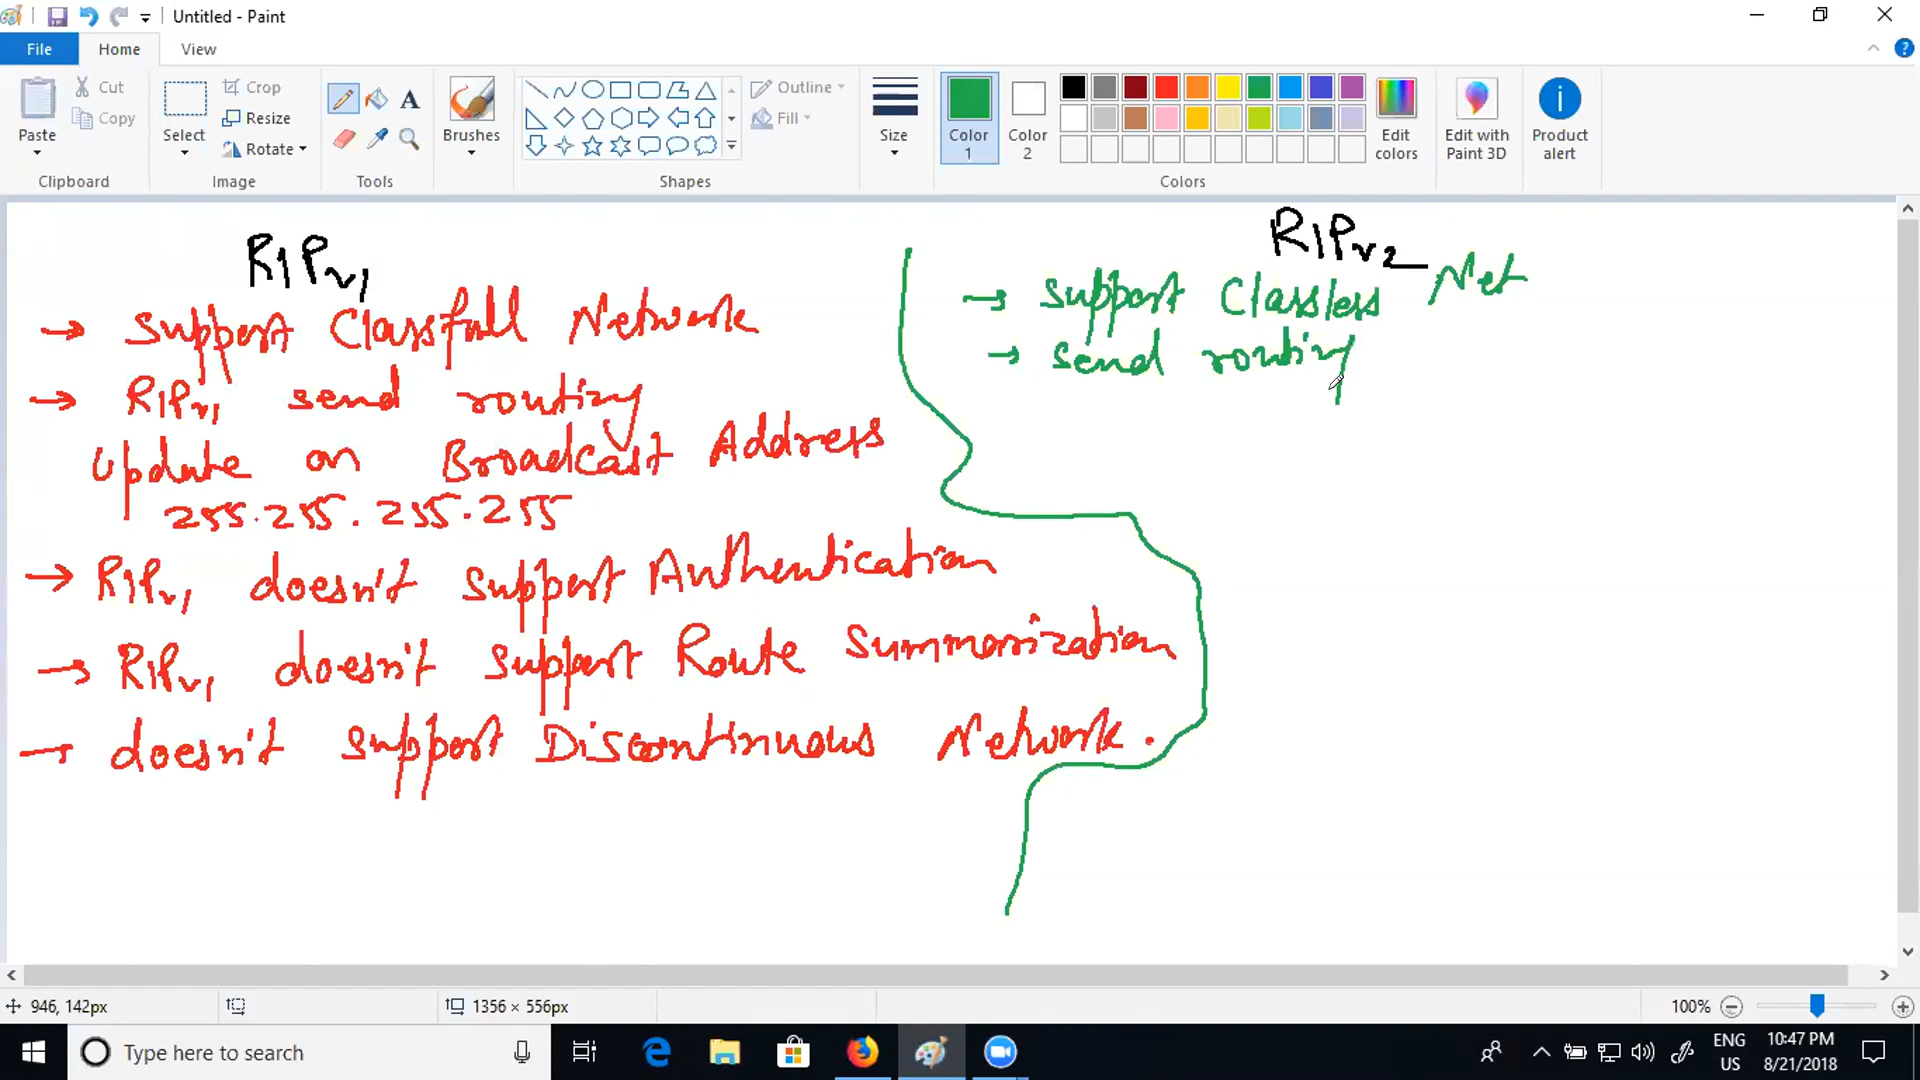 Untitled - Paint
File Home View
Paste
Cut
Copy
Clipboard
Select
Crop
Resize
Rotate
Image
A
Tools
Brushes
Shapes
Outline
Fill
Size
Color 1
Color 2
Colors
Edit colors
Edit with Paint 3D
Product alert
RIPv1
→ Support Classfull Network
→ RIPv1 send routing
Update on Broadcast Address
255.255.255.255
→ RIPv1 doesn't support Authentication
→ RIPv1 doesn't support Route Summarization
→ doesn't support Discontinuous Network.
RIPv2
→ support Classless Net
→ send routing
946, 142px
1356 × 556px
100%
Type here to search
ENG
US
10:47 PM
8/21/2018